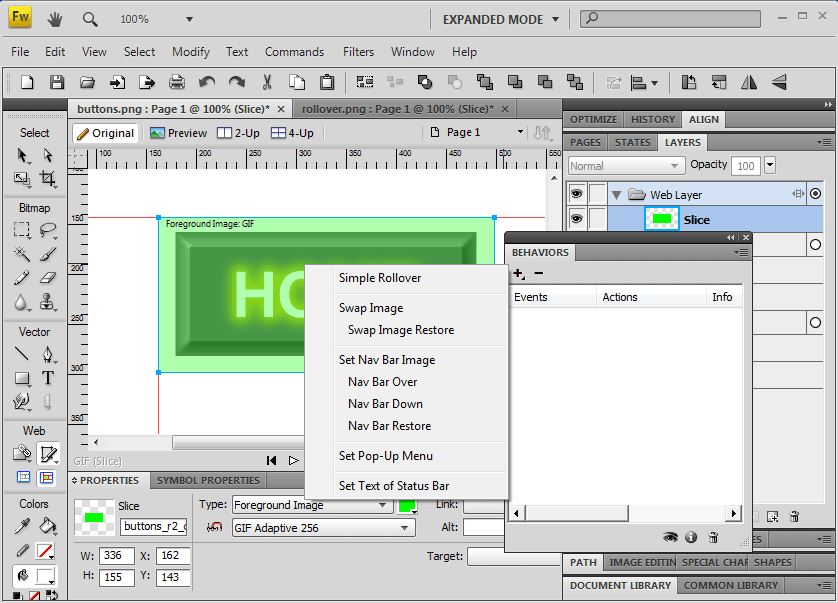 Fw 100% EXPANDED MODE
File Edit View Select Modify Text Commands Filters Window Help
buttons.png : Page 1 @ 100% (Slice)* × rollover.png : Page 1 @ 100% (Slice)* ×
Original Preview 2-Up 4-Up Page 1
100 150 200 250 300 350 400 450 500 550
150
200
250
300
350
Foreground Image: GIF
Select
Bitmap
Vector
T
Web
Colors
Simple Rollover
Swap Image
Swap Image Restore
Set Nav Bar Image
Nav Bar Over
Nav Bar Down
Nav Bar Restore
Set Pop-Up Menu
Set Text of Status Bar
OPTIMIZE HISTORY ALIGN
PAGES STATES LAYERS
Normal Opacity 100
Web Layer
Slice
BEHAVIORS
Events Actions Info
GIF (Slice)
PROPERTIES SYMBOL PROPERTIES
Slice Type: Foreground Image Link:
buttons_r2_c GIF Adaptive 256 Alt:
W: 336 X: 162 Target:
H: 155 Y: 143
PATH IMAGE EDITIN SPECIAL CHAR SHAPES
DOCUMENT LIBRARY COMMON LIBRARY